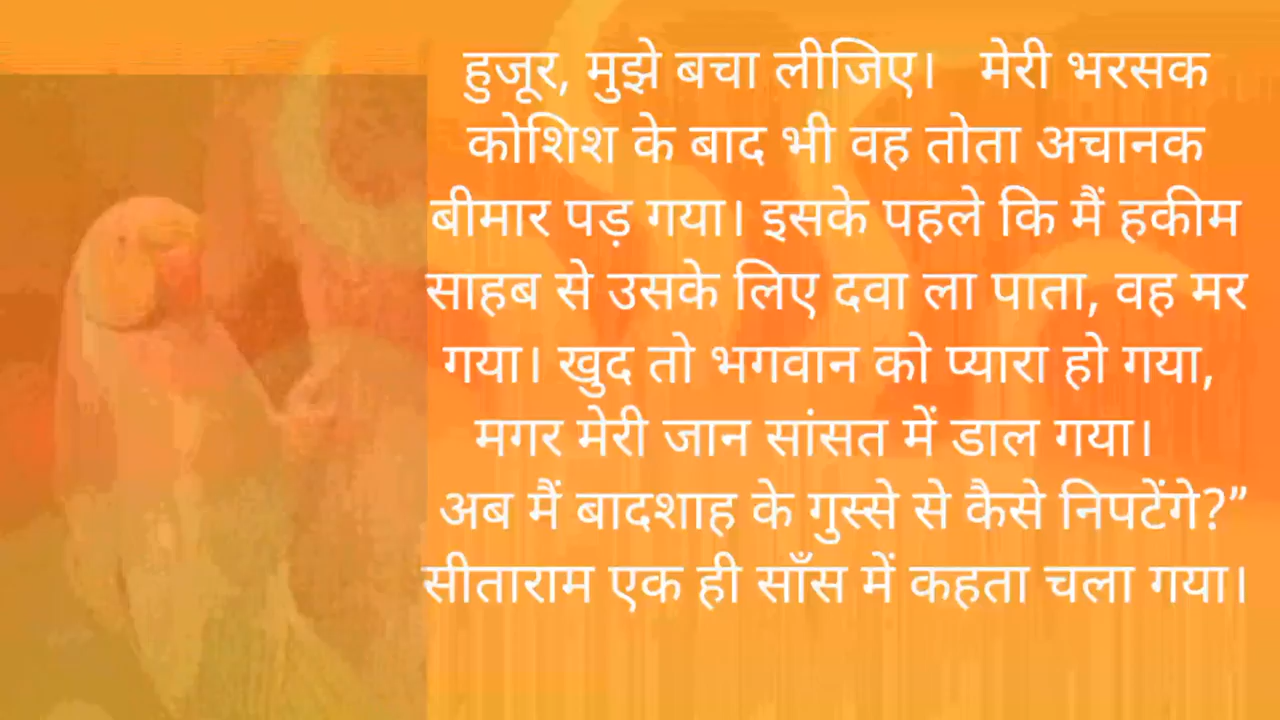 हुजूर, मुझे बचा लीजिए। मेरी भरसक
कोशिश के बाद भी वह तोता अचानक
बीमार पड़ गया। इसके पहले कि मैं हकीम
साहब से उसके लिए दवा ला पाता, वह मर
गया। खुद तो भगवान को प्यारा हो गया,
मगर मेरी जान सांसत में डाल गया।
अब मैं बादशाह के गुस्से से कैसे निपटेंगे?”
सीताराम एक ही साँस में कहता चला गया।